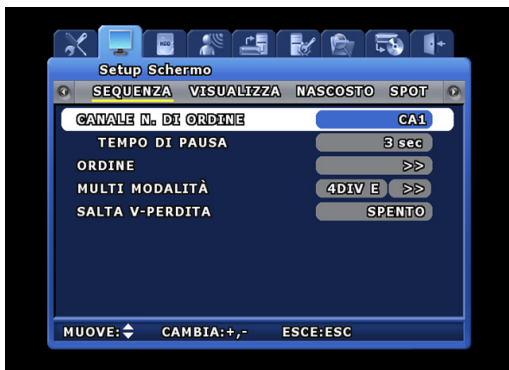 HDD
Setup Schermo
SEQUENZA VISUALIZZA NASCOSTO SPOT
CANALE N. DI ORDINE CA1
TEMPO DI PAUSA 3 sec
ORDINE >>
MULTI MODALITÀ 4DIV E >>
SALTA V-PERDITA SPENTO
MUOVE: CAMBIA:+,- ESCE:ESC